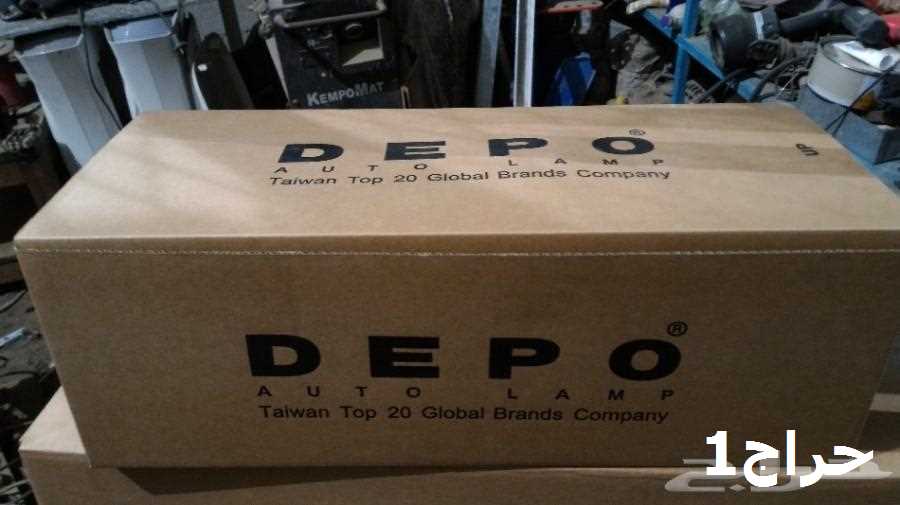 KEMPOMAT
DEPO®
AUTO LAMP
Taiwan Top 20 Global Brands Company
UP
DEPO®
AUTO LAMP
Taiwan Top 20 Global Brands Company
حراج1
حراج